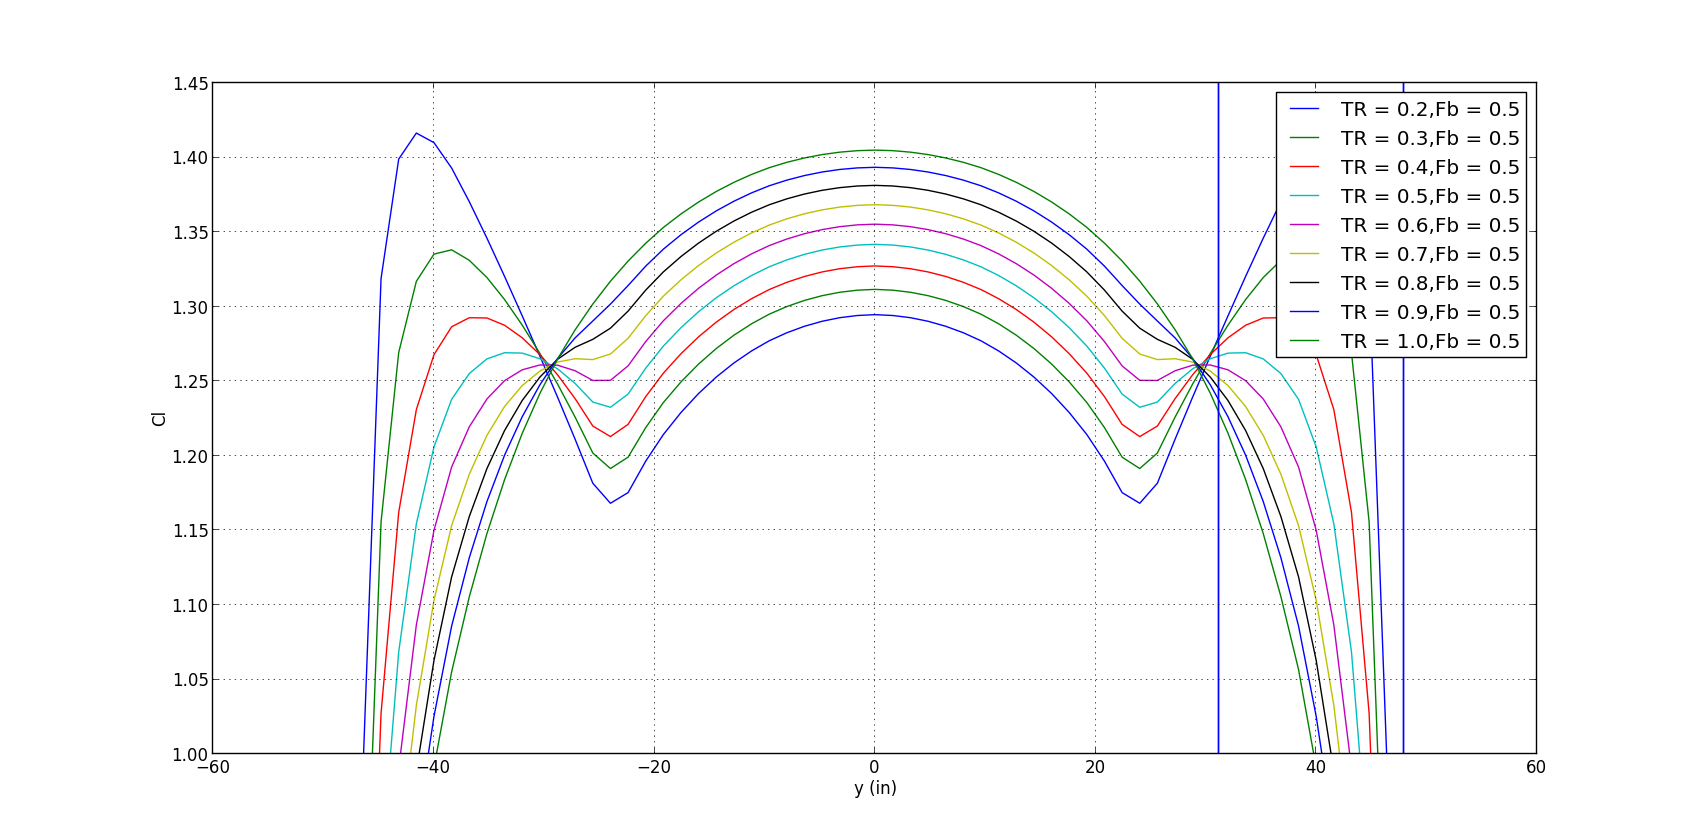 1.45
1.40
1.35
1.30
1.25
1.20
1.15
1.10
1.05
1.00
Cl
−60
−40
−20
0
20
40
60
y (in)
TR = 0.2,Fb = 0.5
TR = 0.3,Fb = 0.5
TR = 0.4,Fb = 0.5
TR = 0.5,Fb = 0.5
TR = 0.6,Fb = 0.5
TR = 0.7,Fb = 0.5
TR = 0.8,Fb = 0.5
TR = 0.9,Fb = 0.5
TR = 1.0,Fb = 0.5